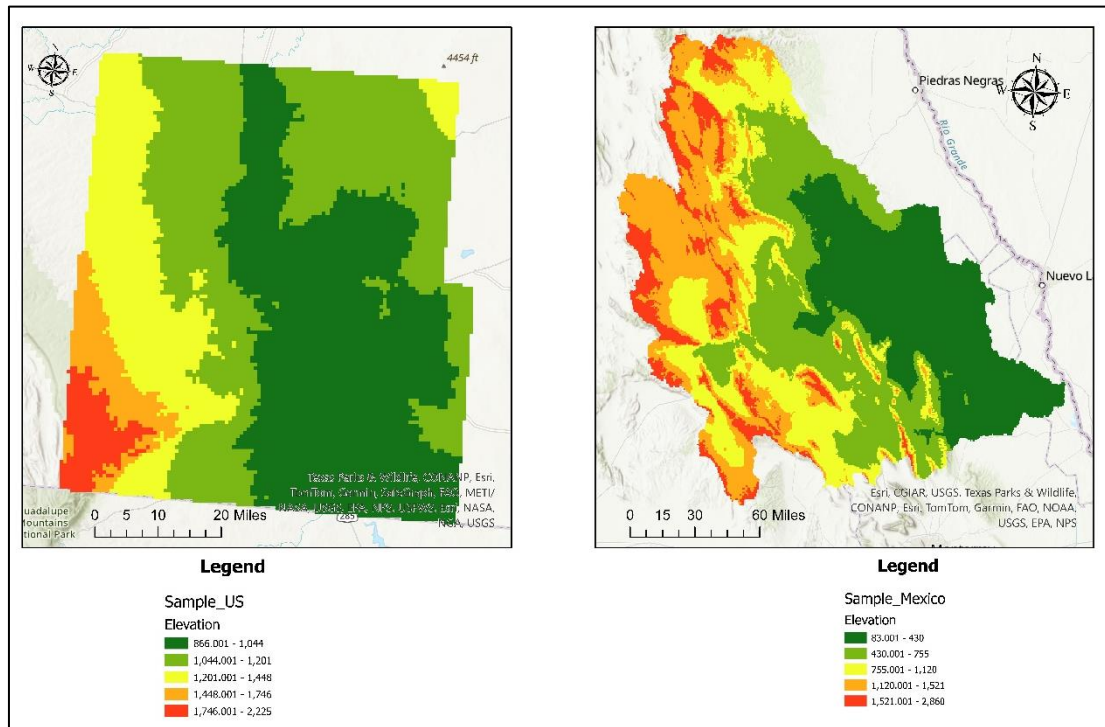 N
W E
S
4454 ft
Texas Parks & Wildlife, CONANP, Esri,
TomTom, Garmin, SafeGraph, FAO, METI/
NASA, USGS, EPA, NPS, USFWS, Esri, NASA,
NGA, USGS
285
uadalupe
Mountains
tional Park
0 5 10 20 Miles
Legend
Sample_US
Elevation
866.001 - 1,044
1,044.001 - 1,201
1,201.001 - 1,448
1,448.001 - 1,746
1,746.001 - 2,225
Piedras Negras
N
W E
S
Rio Grande
Nuevo L
Esri, CGIAR, USGS, Texas Parks & Wildlife,
CONANP, Esri, TomTom, Garmin, FAO, NOAA,
USGS, EPA, NPS
0 15 30 60 Miles
Legend
Sample_Mexico
Elevation
83.001 - 430
430.001 - 755
755.001 - 1,120
1,120.001 - 1,521
1,521.001 - 2,860